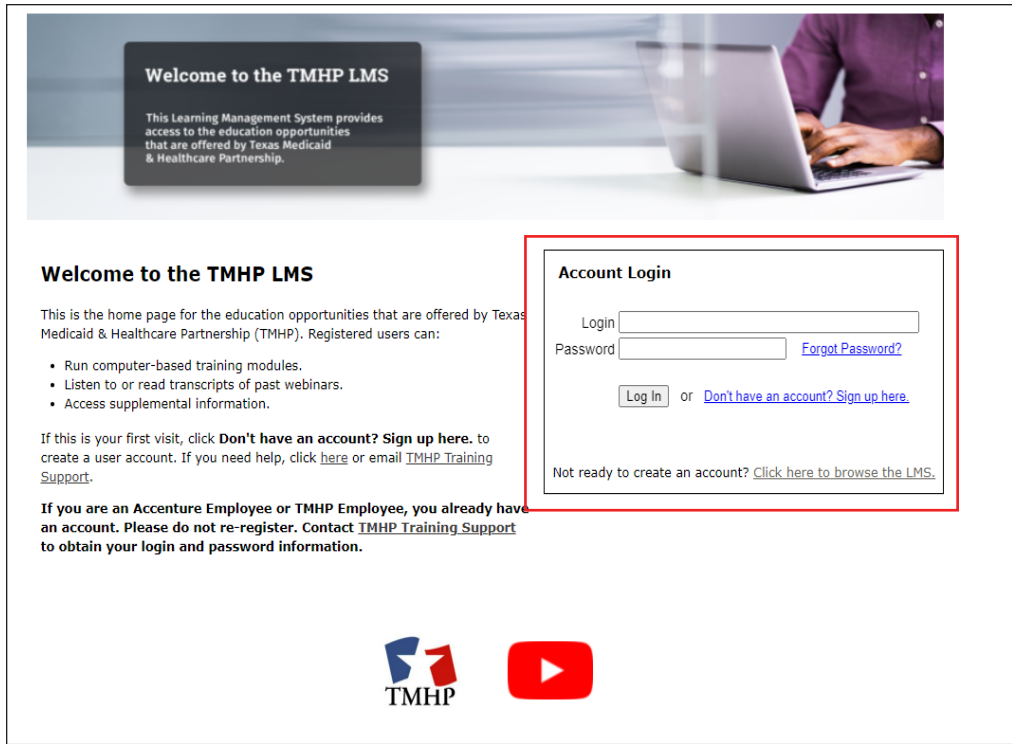 Welcome to the TMHP LMS
This Learning Management System provides
access to the education opportunities
that are offered by Texas Medicaid
& Healthcare Partnership.
Welcome to the TMHP LMS
This is the home page for the education opportunities that are offered by Texas
Medicaid & Healthcare Partnership (TMHP). Registered users can:
• Run computer-based training modules.
• Listen to or read transcripts of past webinars.
• Access supplemental information.
If this is your first visit, click Don't have an account? Sign up here. to
create a user account. If you need help, click here or email TMHP Training
Support.
If you are an Accenture Employee or TMHP Employee, you already have
an account. Please do not re-register. Contact TMHP Training Support
to obtain your login and password information.
Account Login
Login
Password Forgot Password?
Log In or Don't have an account? Sign up here.
Not ready to create an account? Click here to browse the LMS.
TMHP